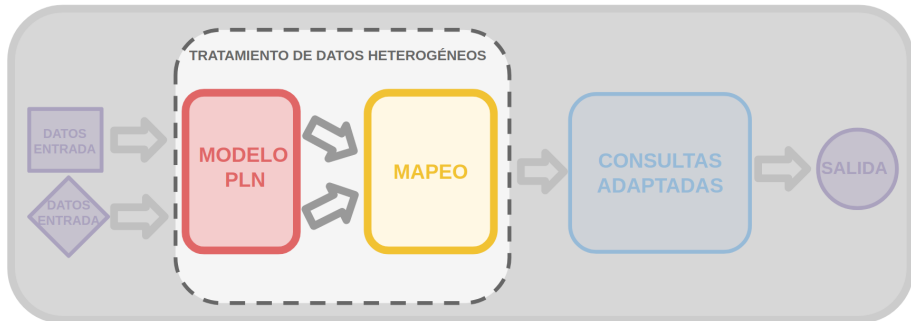 TRATAMIENTO DE DATOS HETEROGÉNEOS
DATOS
ENTRADA
DATOS
ENTRADA
MODELO
PLN
MAPEO
CONSULTAS
ADAPTADAS
SALIDA